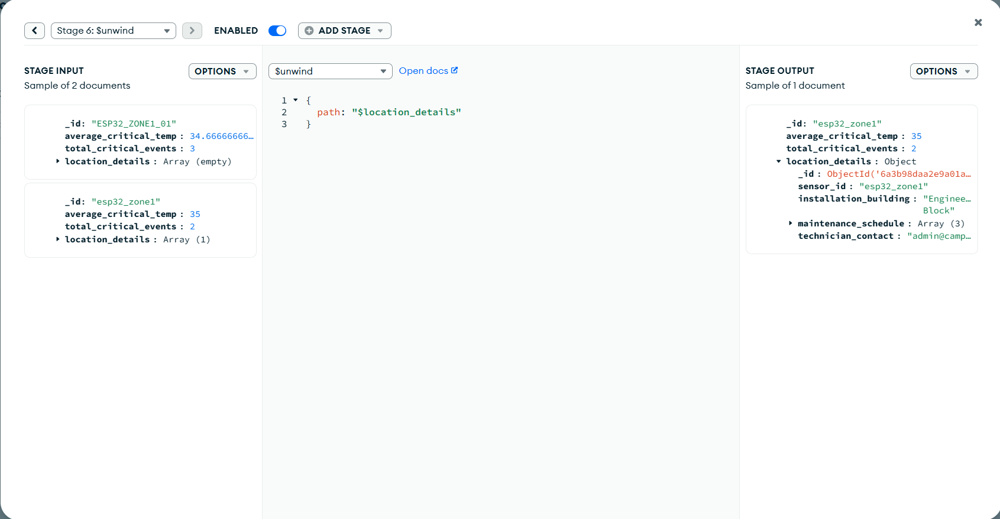 Stage 6: $unwind
ENABLED
ADD STAGE
STAGE INPUT
OPTIONS
Sample of 2 documents
_id: "ESP32_ZONE1_01"
average_critical_temp : 34.66666666…
total_critical_events : 3
location_details : Array (empty)
_id: "esp32_zone1"
average_critical_temp : 35
total_critical_events : 2
location_details : Array (1)
$unwind
Open docs
1 {
2 path: "$location_details"
3 }
STAGE OUTPUT
OPTIONS
Sample of 1 document
_id: "esp32_zone1"
average_critical_temp : 35
total_critical_events : 2
location_details : Object
_id : ObjectId('6a3b98daa2e9a01a…
sensor_id : "esp32_zone1"
installation_building : "Enginee…
Block"
maintenance_schedule : Array (3)
technician_contact : "admin@camp…